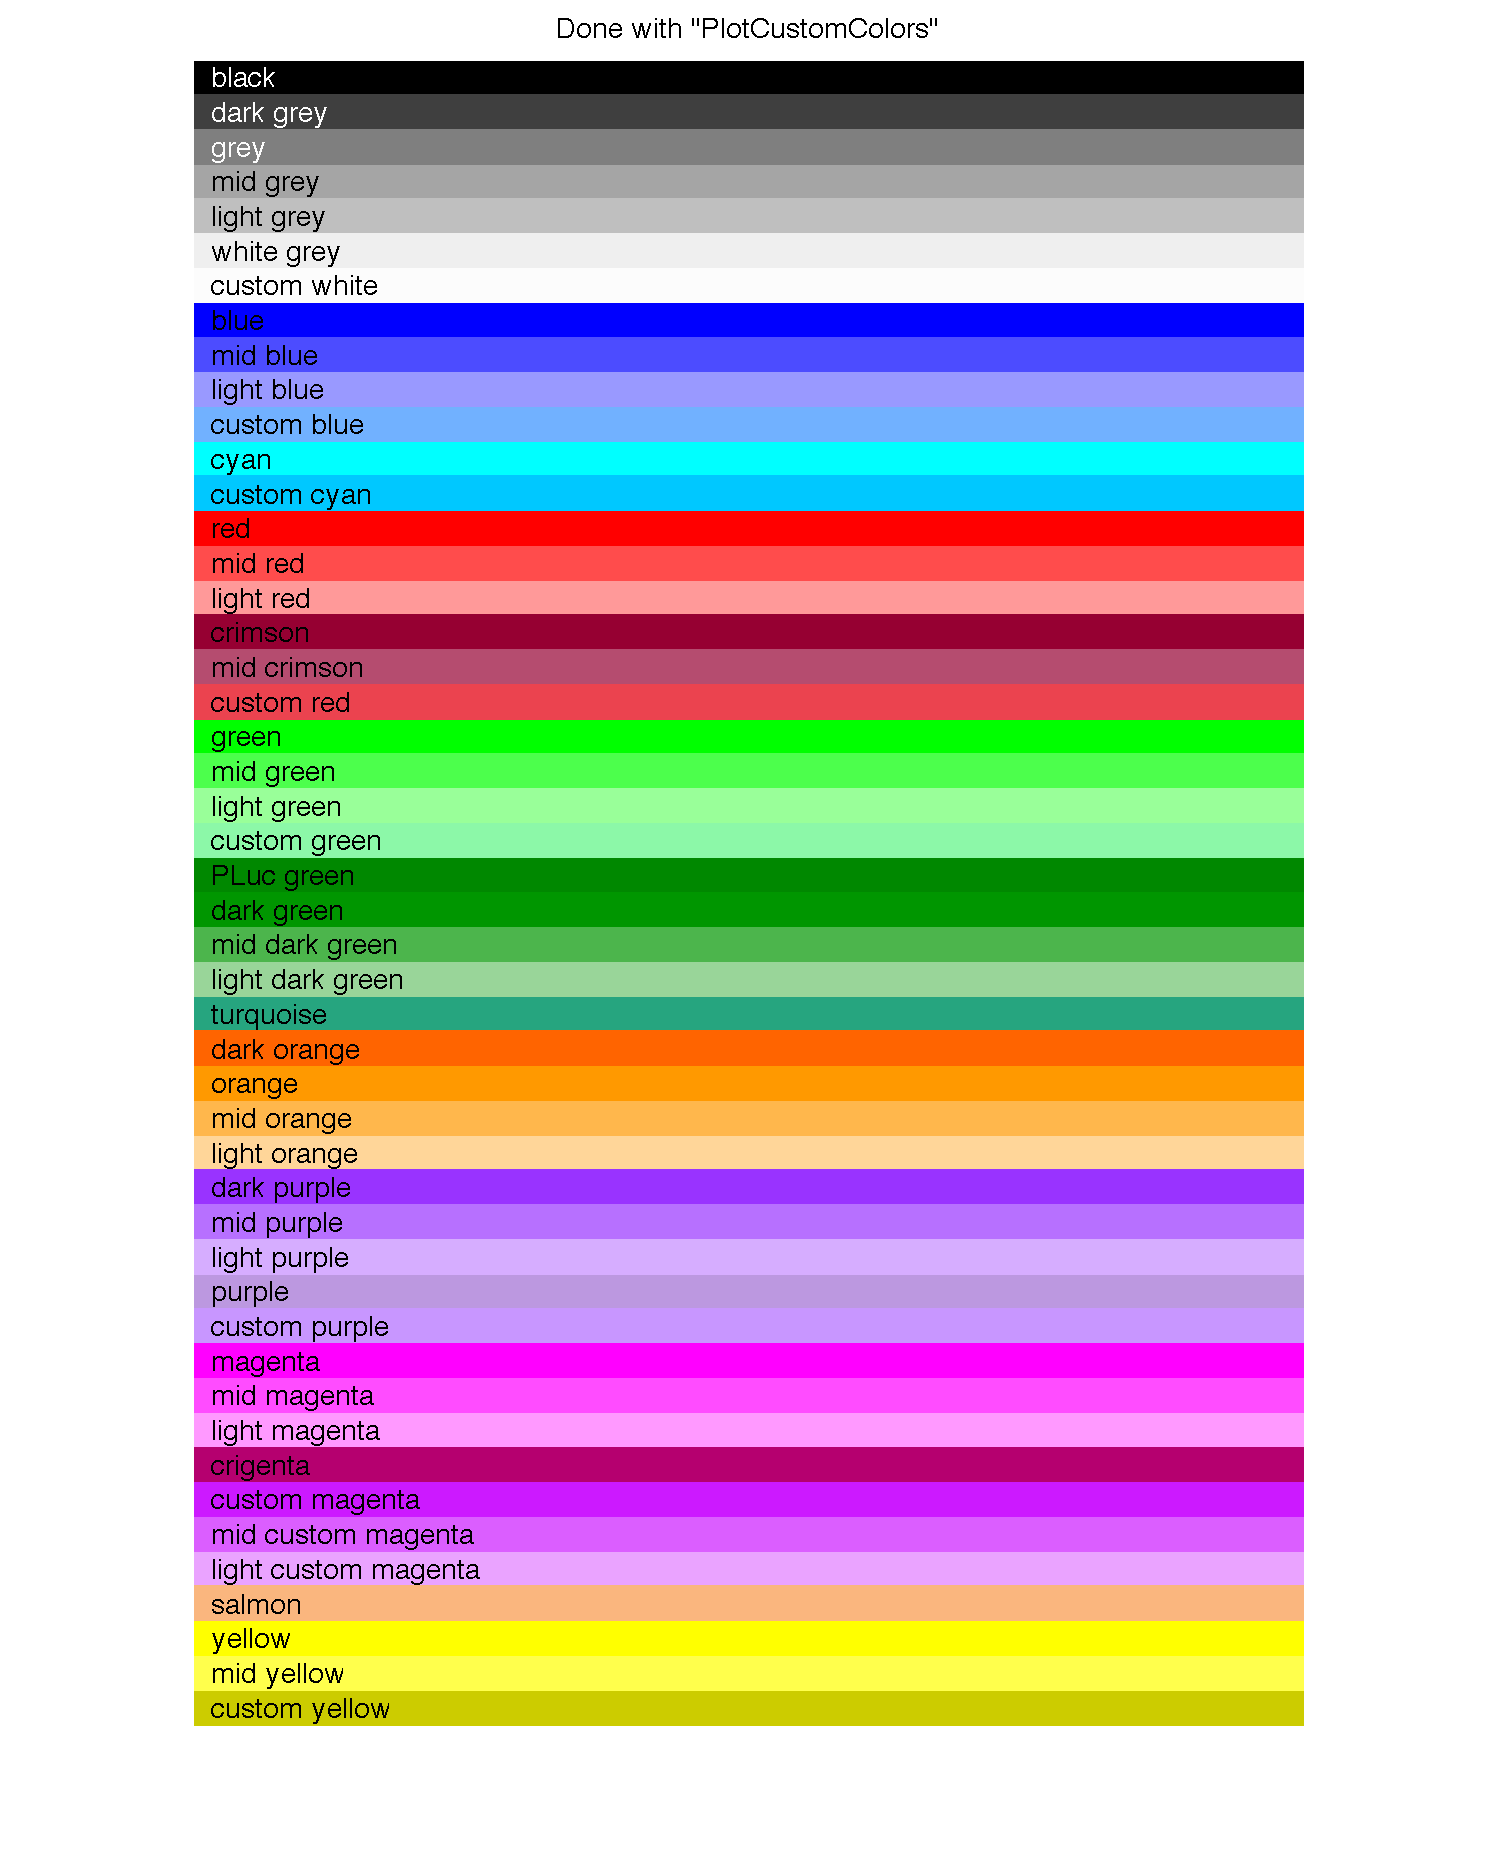 Done with "PlotCustomColors"
black
dark grey
grey
mid grey
light grey
white grey
custom white
blue
mid blue
light blue
custom blue
cyan
custom cyan
red
mid red
light red
crimson
mid crimson
custom red
green
mid green
light green
custom green
PLuc green
dark green
mid dark green
light dark green
turquoise
dark orange
orange
mid orange
light orange
dark purple
mid purple
light purple
purple
custom purple
magenta
mid magenta
light magenta
crigenta
custom magenta
mid custom magenta
light custom magenta
salmon
yellow
mid yellow
custom yellow